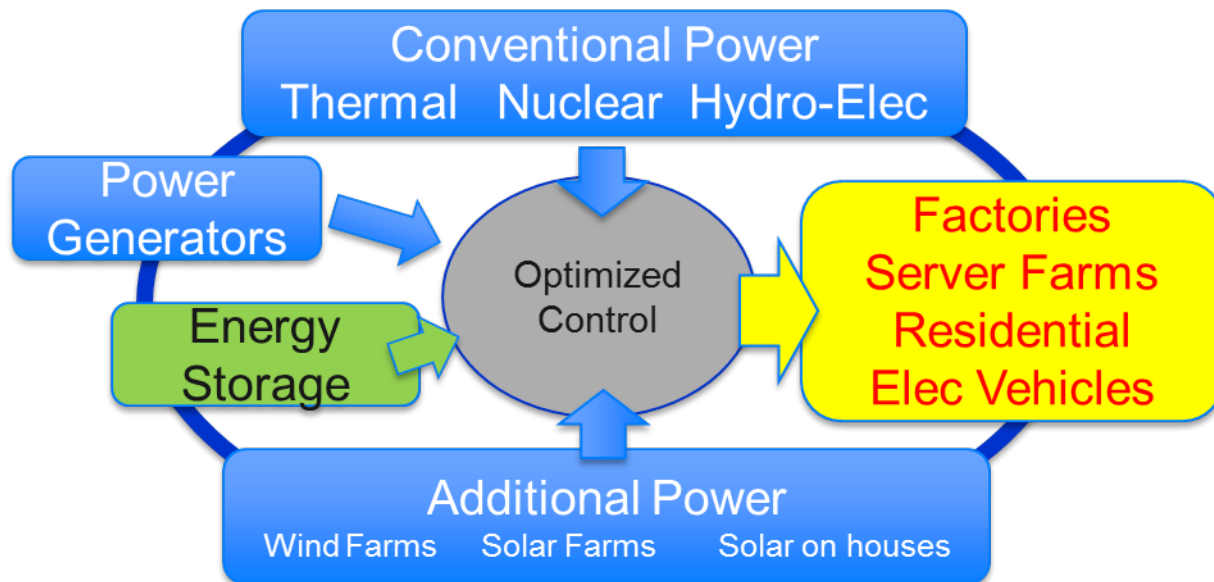 Conventional Power
Thermal Nuclear Hydro-Elec
Power
Generators
Energy
Storage
Optimized
Control
Factories
Server Farms
Residential
Elec Vehicles
Additional Power
Wind Farms Solar Farms Solar on houses